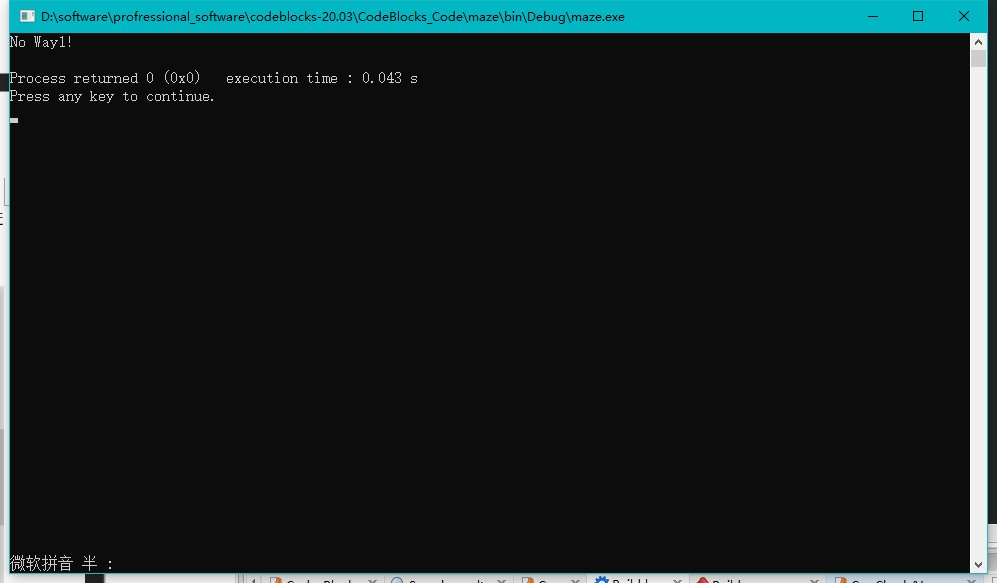 D:\software\profressional_software\codeblocks-20.03\CodeBlocks_Code\maze\bin\Debug\maze.exe
No Way1!
Process returned 0 (0x0)   execution time : 0.043 s
Press any key to continue.
微软拼音 半 :